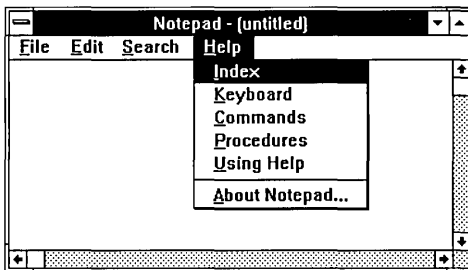 Notepad - (untitled)
File Edit Search Help
Index
Keyboard
Commands
Procedures
Using Help
About Notepad...